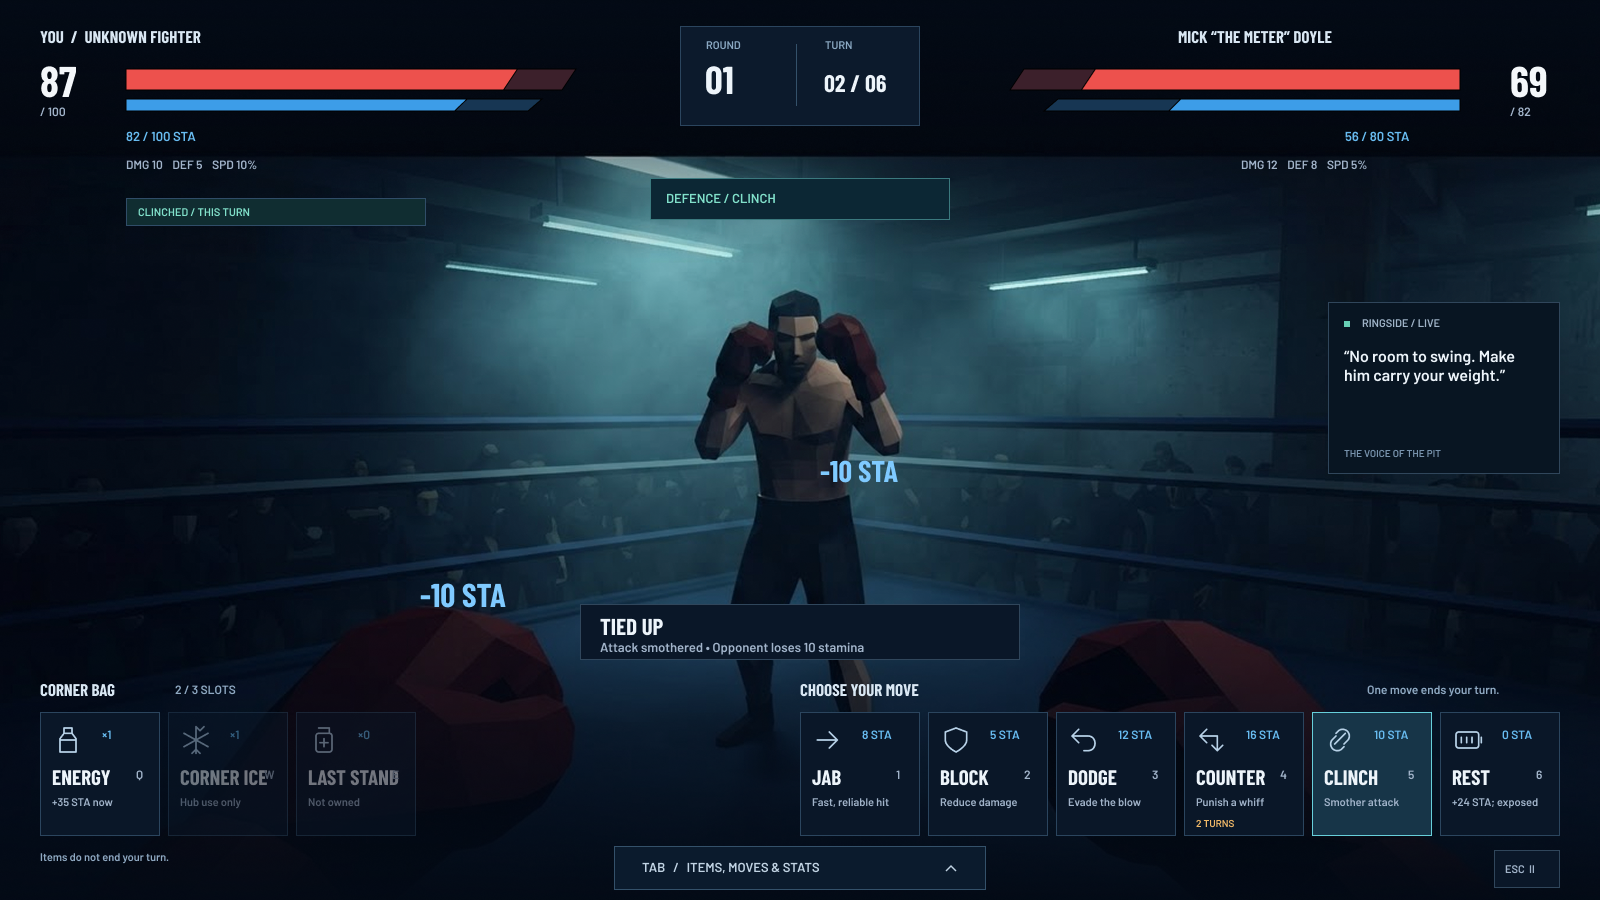 YOU / UNKNOWN FIGHTER
87
/ 100
82 / 100 STA
DMG 10 DEF 5 SPD 10%
CLINCHED / THIS TURN
ROUND
01
TURN
02 / 06
MICK “THE METER” DOYLE
69
/ 82
56 / 80 STA
DMG 12 DEF 8 SPD 5%
DEFENCE / CLINCH
RINGSIDE / LIVE
“No room to swing. Make
him carry your weight.”
THE VOICE OF THE PIT
-10 STA
-10 STA
TIED UP
Attack smothered • Opponent loses 10 stamina
CORNER BAG
2 / 3 SLOTS
×1
ENERGY Q
+35 STA now
×1
CORNER ICE W
Hub use only
×0
LAST STAND
Not owned
Items do not end your turn.
CHOOSE YOUR MOVE
One move ends your turn.
8 STA
JAB 1
Fast, reliable hit
5 STA
BLOCK 2
Reduce damage
12 STA
DODGE 3
Evade the blow
16 STA
COUNTER 4
Punish a whiff
2 TURNS
10 STA
CLINCH 5
Smother attack
0 STA
REST 6
+24 STA; exposed
TAB / ITEMS, MOVES & STATS
ESC II